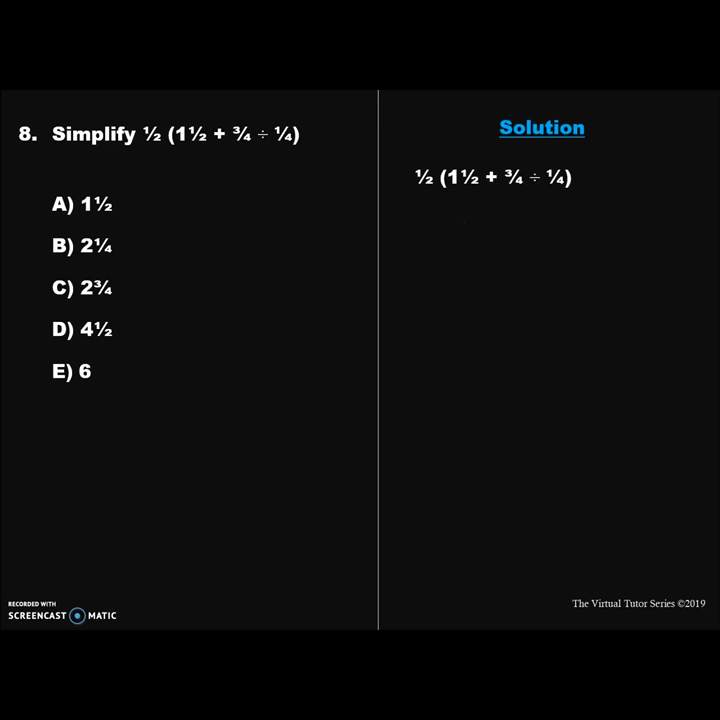 8. Simplify ½ (1½ + ¾ ÷ ¼)
A) 1½
B) 2¼
C) 2¾
D) 4½
E) 6
Solution
½ (1½ + ¾ ÷ ¼)
RECORDED WITH
SCREENCAST MATIC
The Virtual Tutor Series ©2019